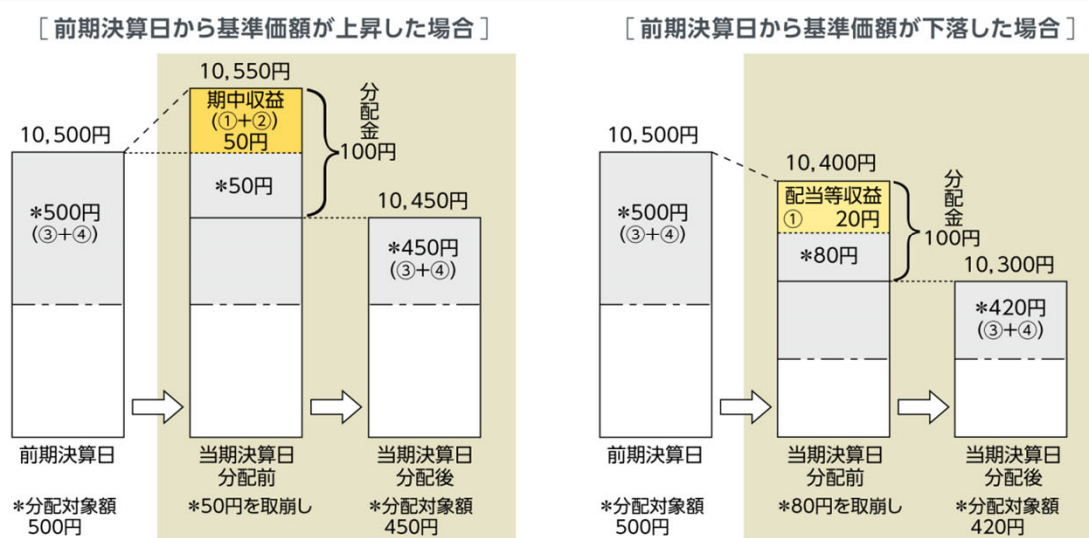 [前期決算日から基準価額が上昇した場合]
10,550円
期中収益
(①+②)
50円
分配金
100円
10,500円
*500円
(③+④)
*50円
10,450円
*450円
(③+④)
前期決算日
当期決算日
分配前
当期決算日
分配後
*分配対象額
500円
*50円を取崩し
*分配対象額
450円
[前期決算日から基準価額が下落した場合]
10,500円
*500円
(③+④)
10,400円
配当等収益
① 20円
*80円
分配金
100円
10,300円
*420円
(③+④)
前期決算日
当期決算日
分配前
当期決算日
分配後
*分配対象額
500円
*80円を取崩し
*分配対象額
420円